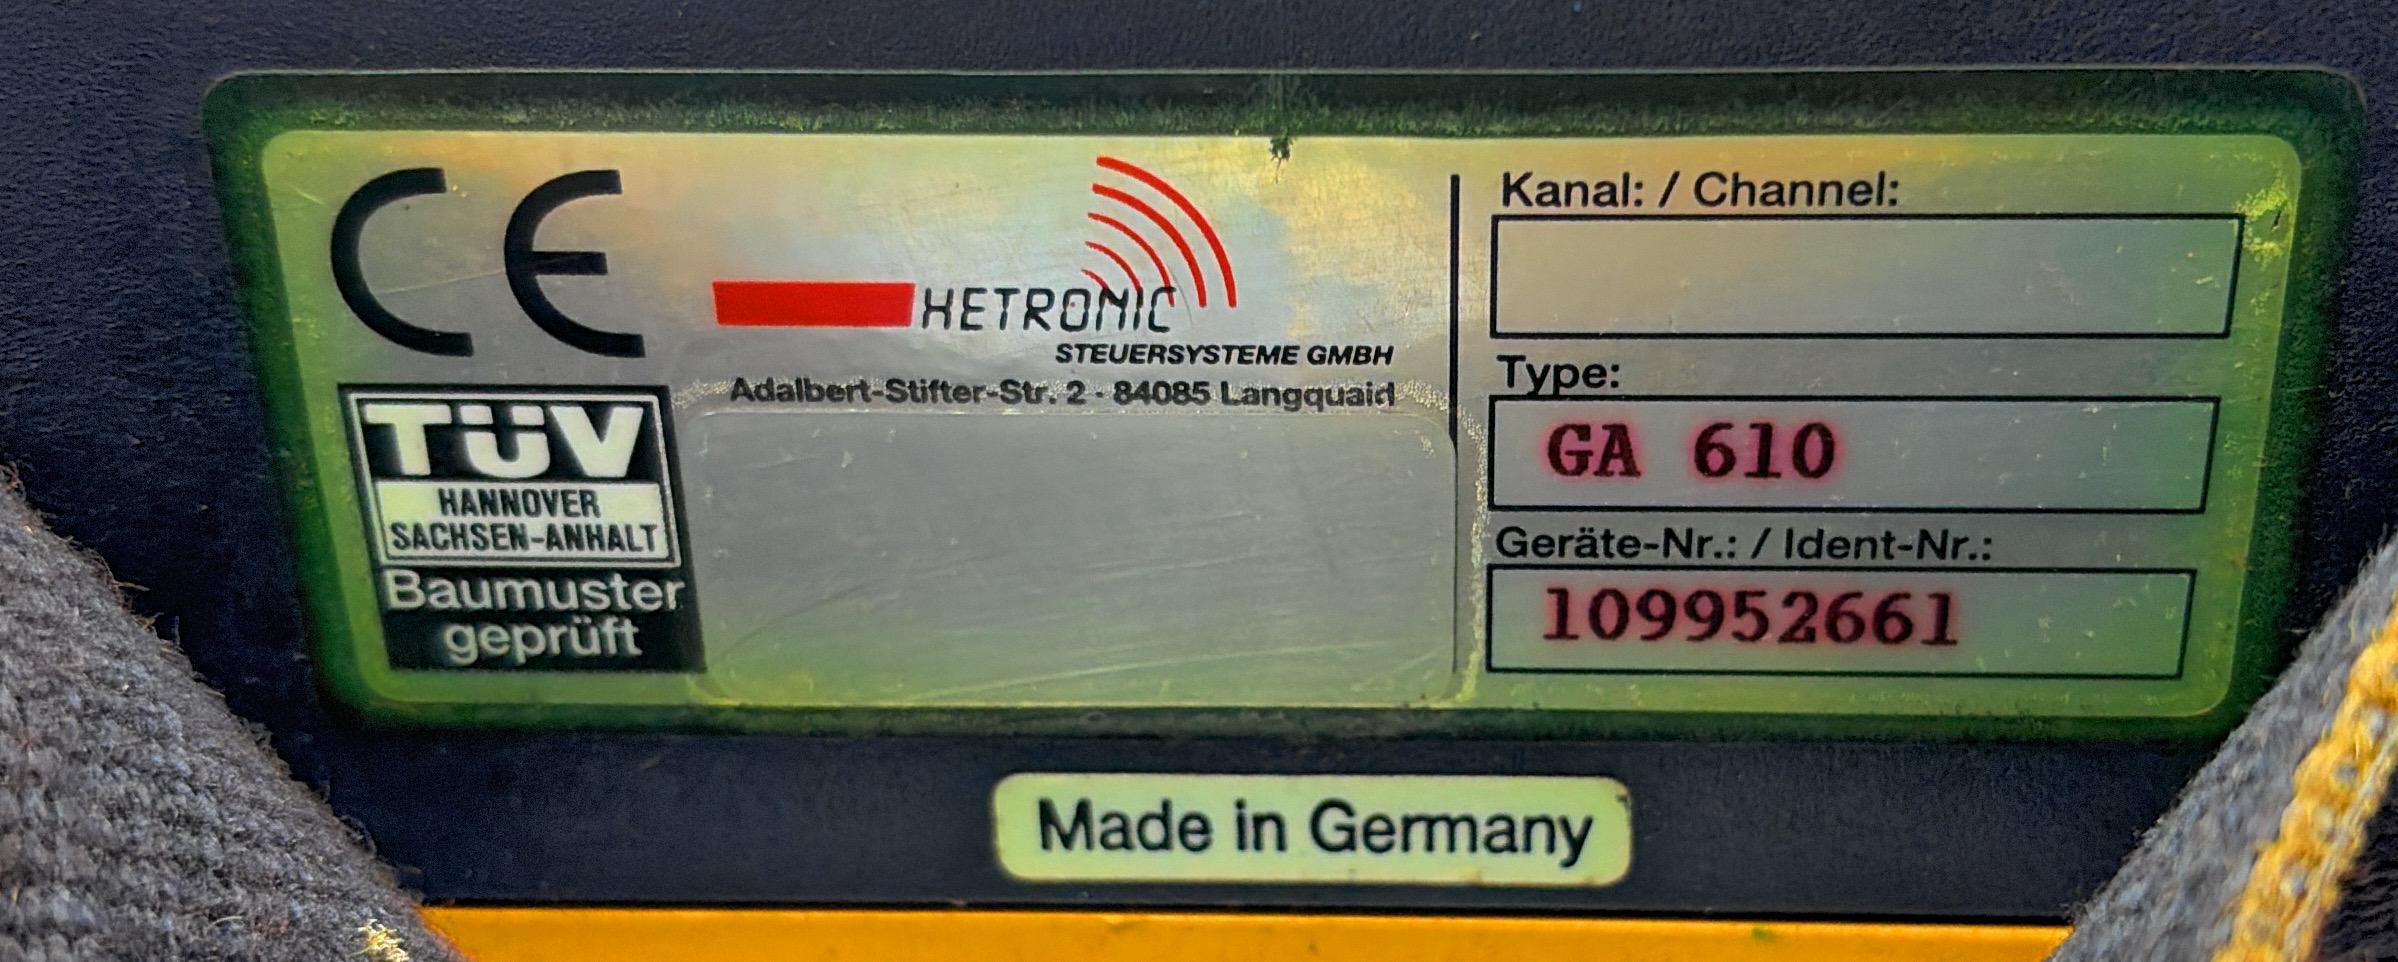 CE
HETRONIC
STEUERSYSTEME GMBH
Adalbert-Stifter-Str. 2 · 84085 Langquaid
TÜV
HANNOVER
SACHSEN-ANHALT
Baumuster
geprüft
Kanal: / Channel:
Type:
GA 610
Geräte-Nr.: / Ident-Nr.:
109952661
Made in Germany